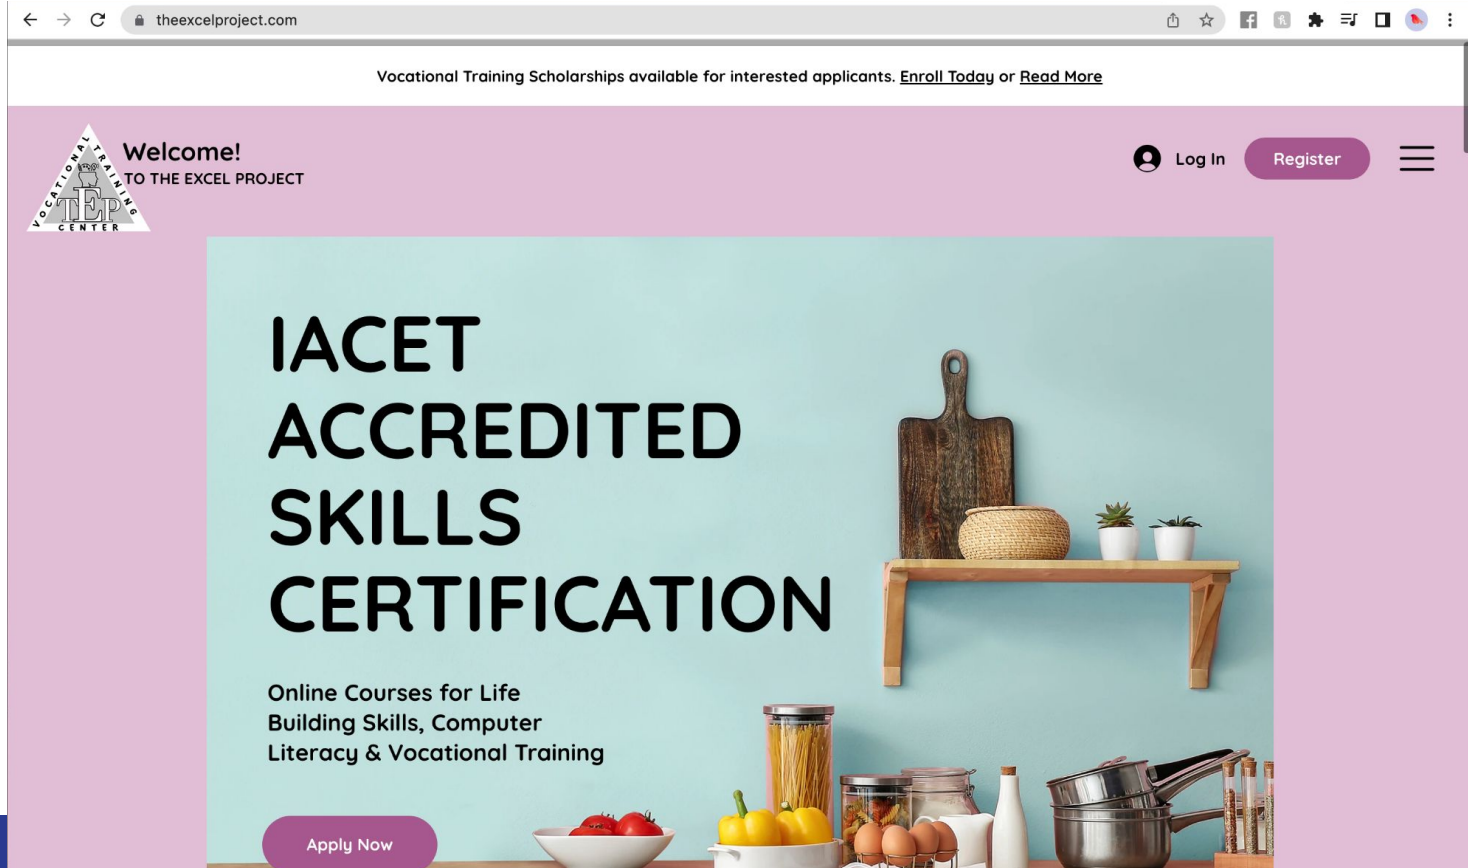 theexcelproject.com
Vocational Training Scholarships available for interested applicants. Enroll Today or Read More
VOCATIONAL TRAINING
TEP
CENTER
Welcome!
TO THE EXCEL PROJECT
Log In
Register
IACET
ACCREDITED
SKILLS
CERTIFICATION
Online Courses for Life
Building Skills, Computer
Literacy & Vocational Training
Apply Now